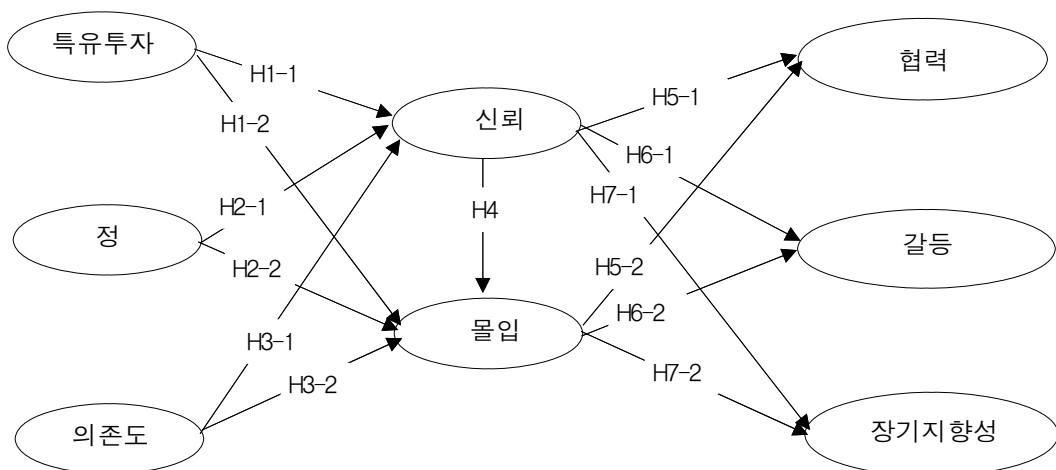 특유투자
협력
H1-1
H5-1
H1-2
신뢰
H6-1
H7-1
H2-1
H4
정
갈등
H2-2
H5-2
H6-2
몰입
H3-1
H7-2
H3-2
의존도
장기지향성